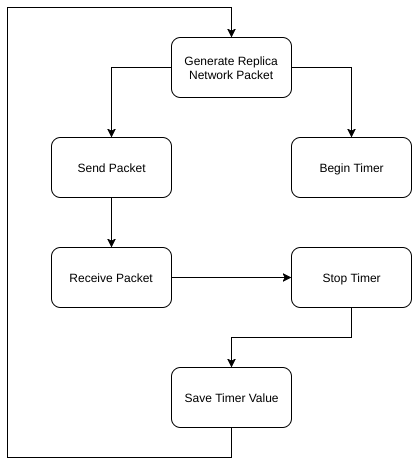 Generate Replica
Network Packet
Send Packet
Begin Timer
Receive Packet
Stop Timer
Save Timer Value